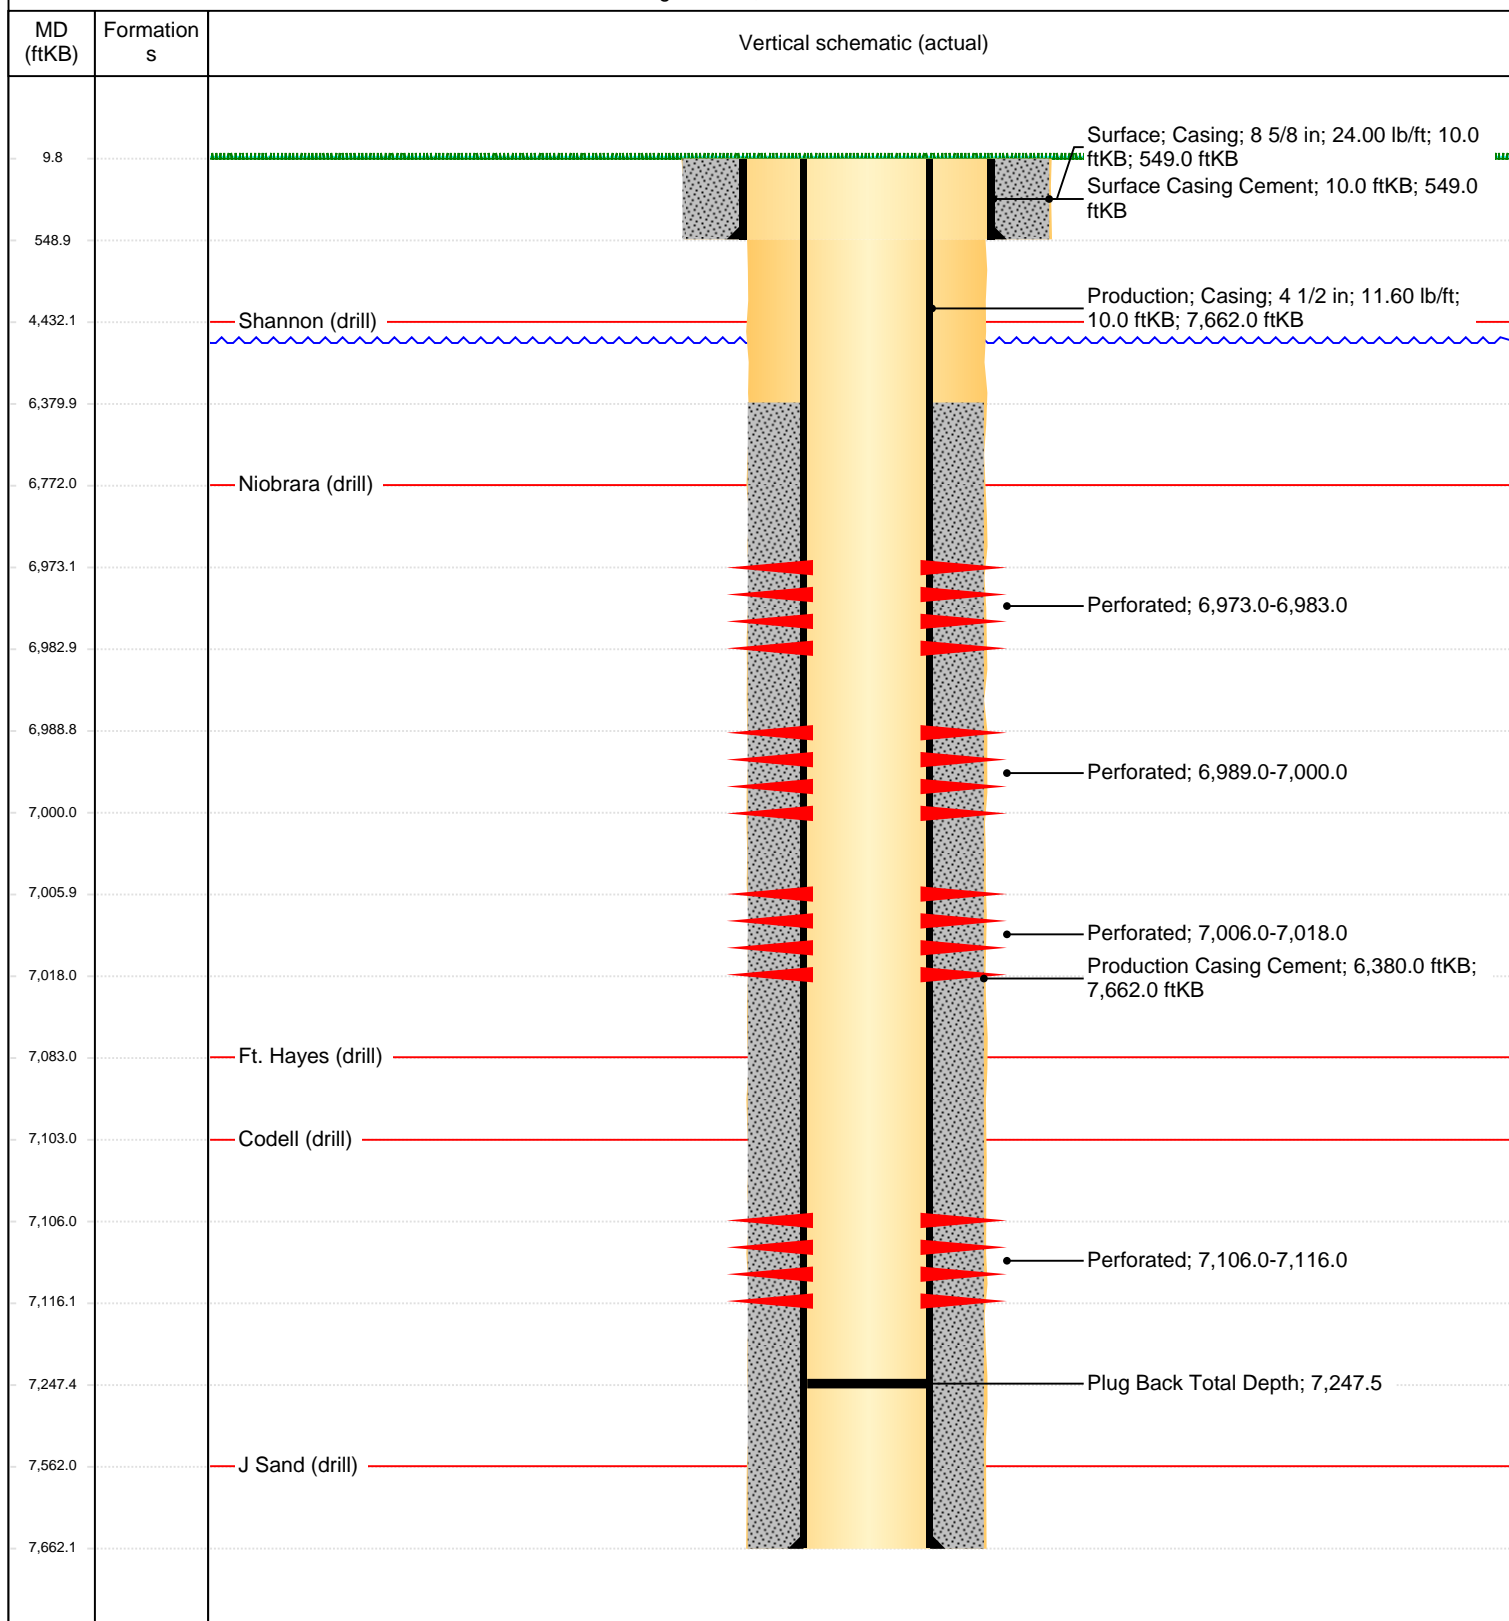 MD
(ftKB)
Formation
s
Vertical schematic (actual)
9.8
Surface; Casing; 8 5/8 in; 24.00 lb/ft; 10.0
ftKB; 549.0 ftKB
Surface Casing Cement; 10.0 ftKB; 549.0
ftKB
548.9
Production; Casing; 4 1/2 in; 11.60 lb/ft;
10.0 ftKB; 7,662.0 ftKB
4,432.1
Shannon (drill)
6,379.9
6,772.0
Niobrara (drill)
6,973.1
Perforated; 6,973.0-6,983.0
6,982.9
6,988.8
Perforated; 6,989.0-7,000.0
7,000.0
7,005.9
Perforated; 7,006.0-7,018.0
7,018.0
Production Casing Cement; 6,380.0 ftKB;
7,662.0 ftKB
7,083.0
Ft. Hayes (drill)
7,103.0
Codell (drill)
7,106.0
Perforated; 7,106.0-7,116.0
7,116.1
7,247.4
Plug Back Total Depth; 7,247.5
7,562.0
J Sand (drill)
7,662.1